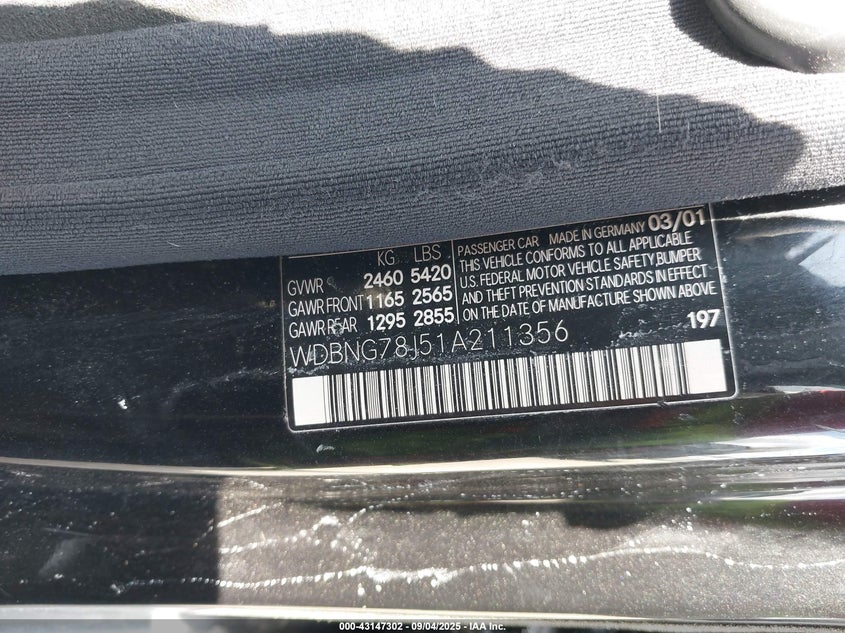 KG LBS
GVWR 2460 5420
GAWR FRONT 1165 2565
GAWR REAR 1295 2855
PASSENGER CAR MADE IN GERMANY 03/01
THIS VEHICLE CONFORMS TO ALL APPLICABLE
U.S. FEDERAL MOTOR VEHICLE SAFETY, BUMPER
AND THEFT PREVENTION STANDARDS IN EFFECT
ON THE DATE OF MANUFACTURE SHOWN ABOVE
197
WDBNG78J51A211356
000-43147302 - 09/04/2025 - IAA Inc.